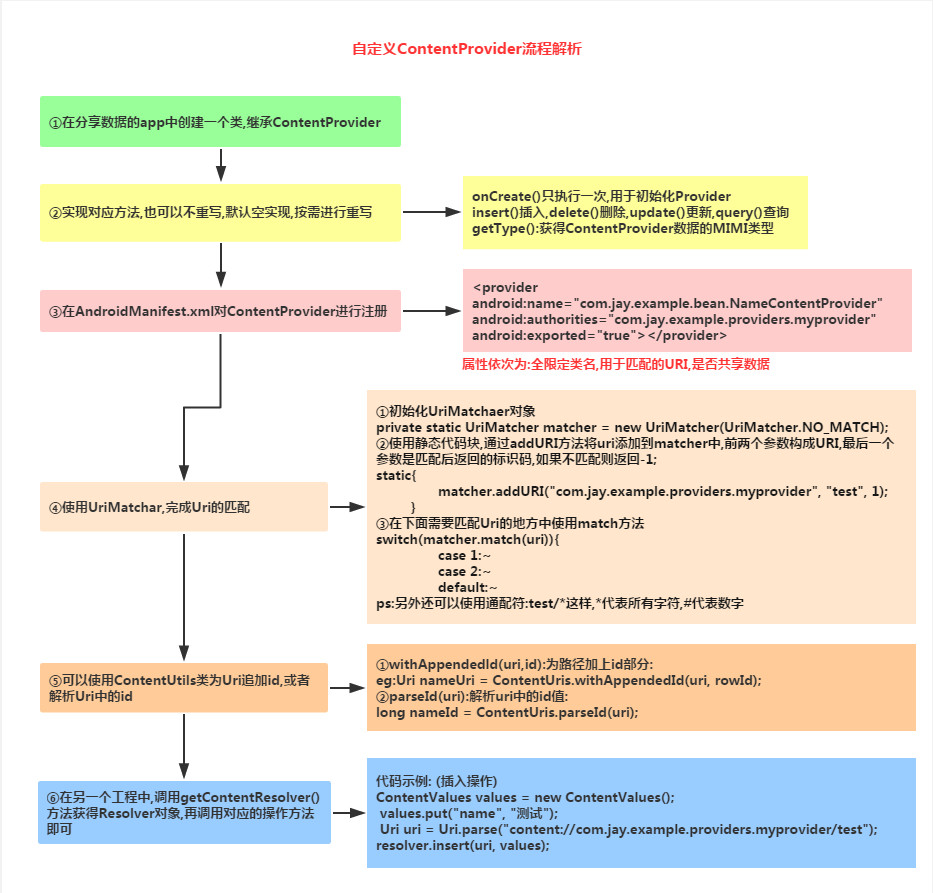 自定义ContentProvider流程解析
①在分享数据的app中创建一个类,继承ContentProvider
②实现对应方法,也可以不重写,默认空实现,按需进行重写
onCreate()只执行一次,用于初始化Provider
insert()插入,delete()删除,update()更新,query()查询
getType():获得ContentProvider数据的MIMI类型
③在AndroidManifest.xml对ContentProvider进行注册
<provider
android:name="com.jay.example.bean.NameContentProvider"
android:authorities="com.jay.example.providers.myprovider"
android:exported="true"></provider>
属性依次为:全限定类名,用于匹配的URI,是否共享数据
④使用UriMatchar,完成Uri的匹配
①初始化UriMatchaer对象
private static UriMatcher matcher = new UriMatcher(UriMatcher.NO_MATCH);
②使用静态代码块,通过addURI方法将uri添加到matcher中,前两个参数构成URI,最后一个
参数是匹配后返回的标识码,如果不匹配则返回-1;
static{
matcher.addURI("com.jay.example.providers.myprovider", "test", 1);
}
③在下面需要匹配Uri的地方中使用match方法
switch(matcher.match(uri)){
case 1:~
case 2:~
default:~
ps:另外还可以使用通配符:test/*这样,*代表所有字符,#代表数字
⑤可以使用ContentUtils类为Uri追加id,或者
解析Uri中的id
①withAppendedId(uri,id):为路径加上id部分:
eg:Uri nameUri = ContentUris.withAppendedId(uri, rowId);
②parseId(uri):解析uri中的id值:
long nameId = ContentUris.parseId(uri);
⑥在另一个工程中,调用getContentResolver()
方法获得Resolver对象,再调用对应的操作方法
即可
代码示例: (插入操作)
ContentValues values = new ContentValues();
values.put("name", "测试");
Uri uri = Uri.parse("content://com.jay.example.providers.myprovider/test");
resolver.insert(uri, values);